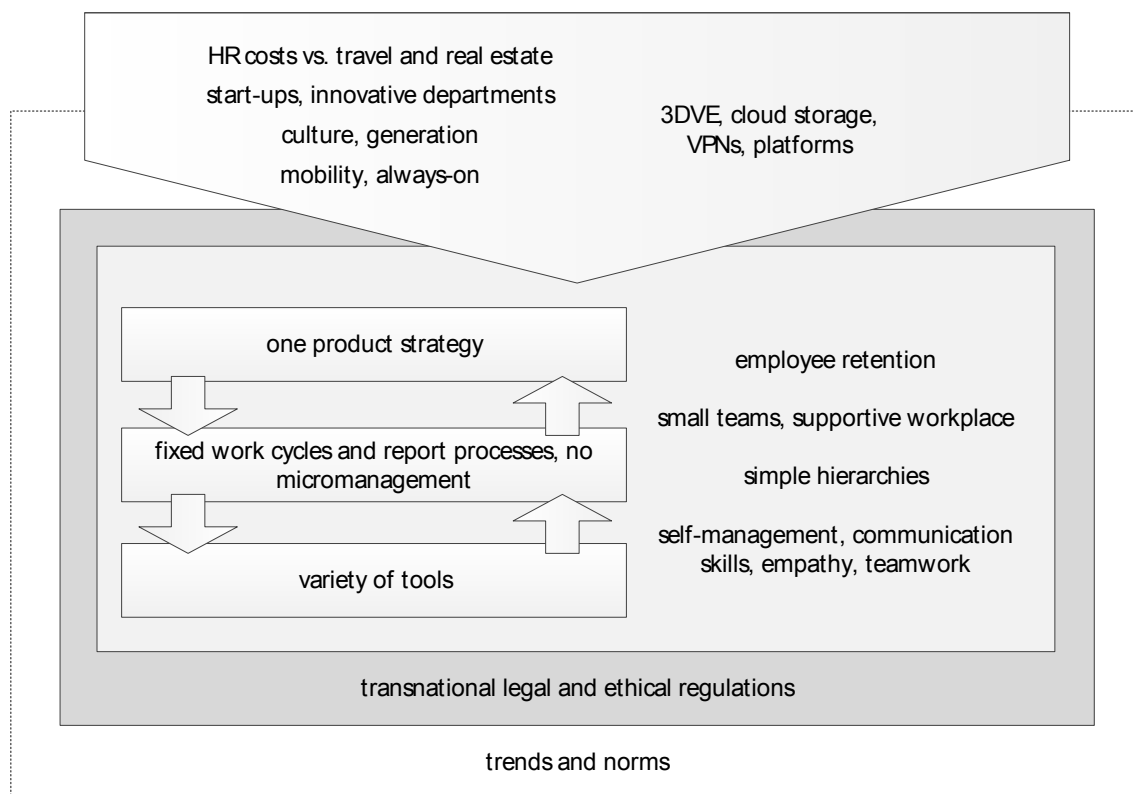 HR costs vs. travel and real estate
start-ups, innovative departments
culture, generation
mobility, always-on
3DVE, cloud storage,
VPNs, platforms
one product strategy
fixed work cycles and report processes, no
micromanagement
variety of tools
employee retention
small teams, supportive workplace
simple hierarchies
self-management, communication
skills, empathy, teamwork
transnational legal and ethical regulations
trends and norms